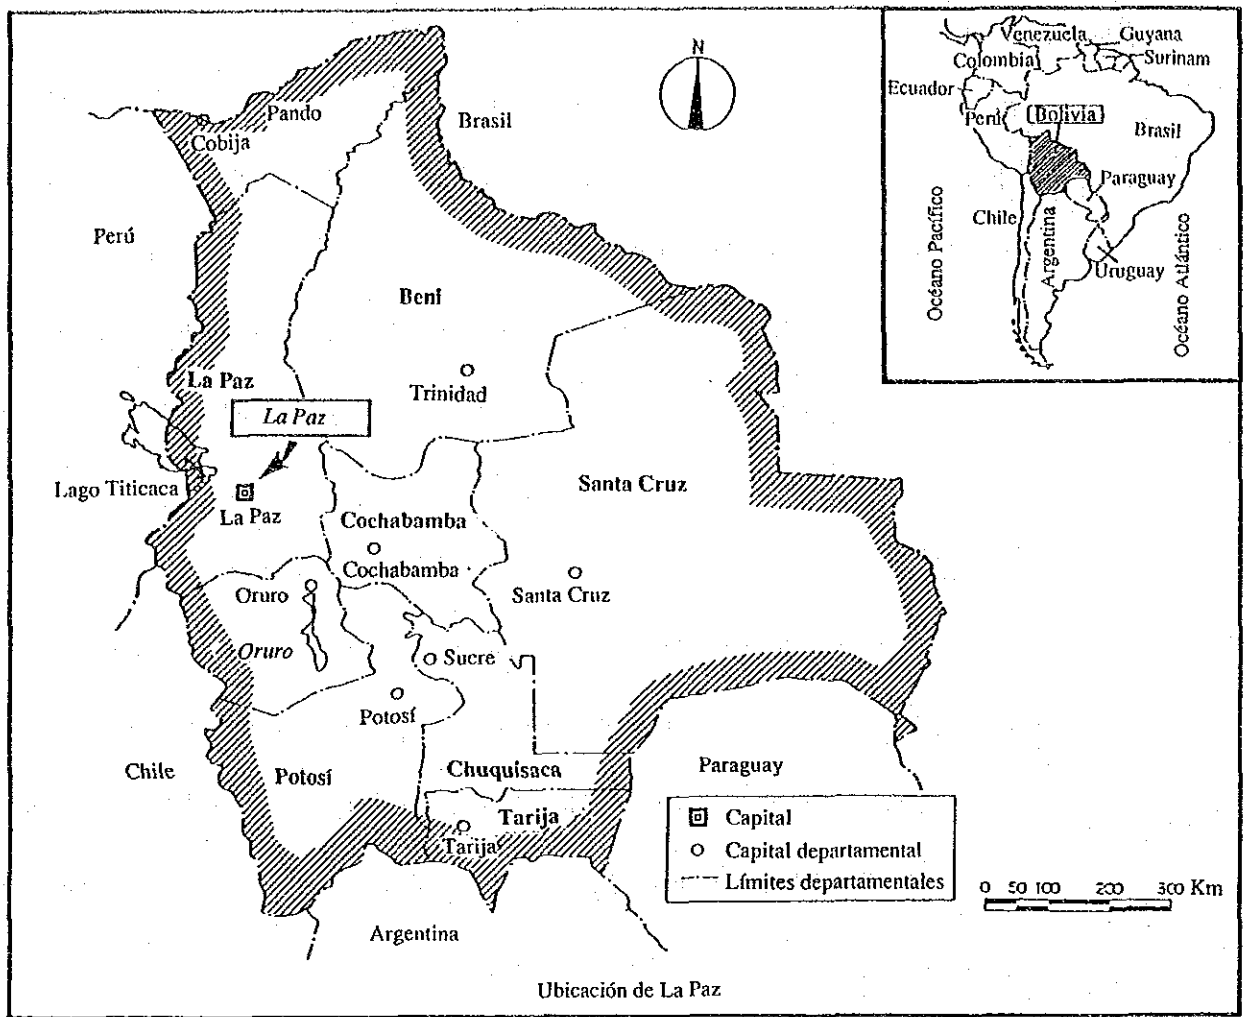 N
Pando
Brasil
Cobija
Perú
Beni
La Paz
Trinidad
La Paz
Lago Titicaca
La Paz
Santa Cruz
Cochabamba
Cochabamba
Oruro
Santa Cruz
Oruro
Sucre
Potosí
Chile
Potosí
Chuquisaca
Paraguay
Tarija
Tarija
Argentina
Capital
Capital departamental
Límites departamentales
0 50 100 200 300 Km
Ubicación de La Paz
Venezuela
Guyana
Colombia
Surinam
Ecuador
Perú
Bolivia
Brasil
Paraguay
Chile
Argentina
Uruguay
Océano Pacífico
Océano Atlántico